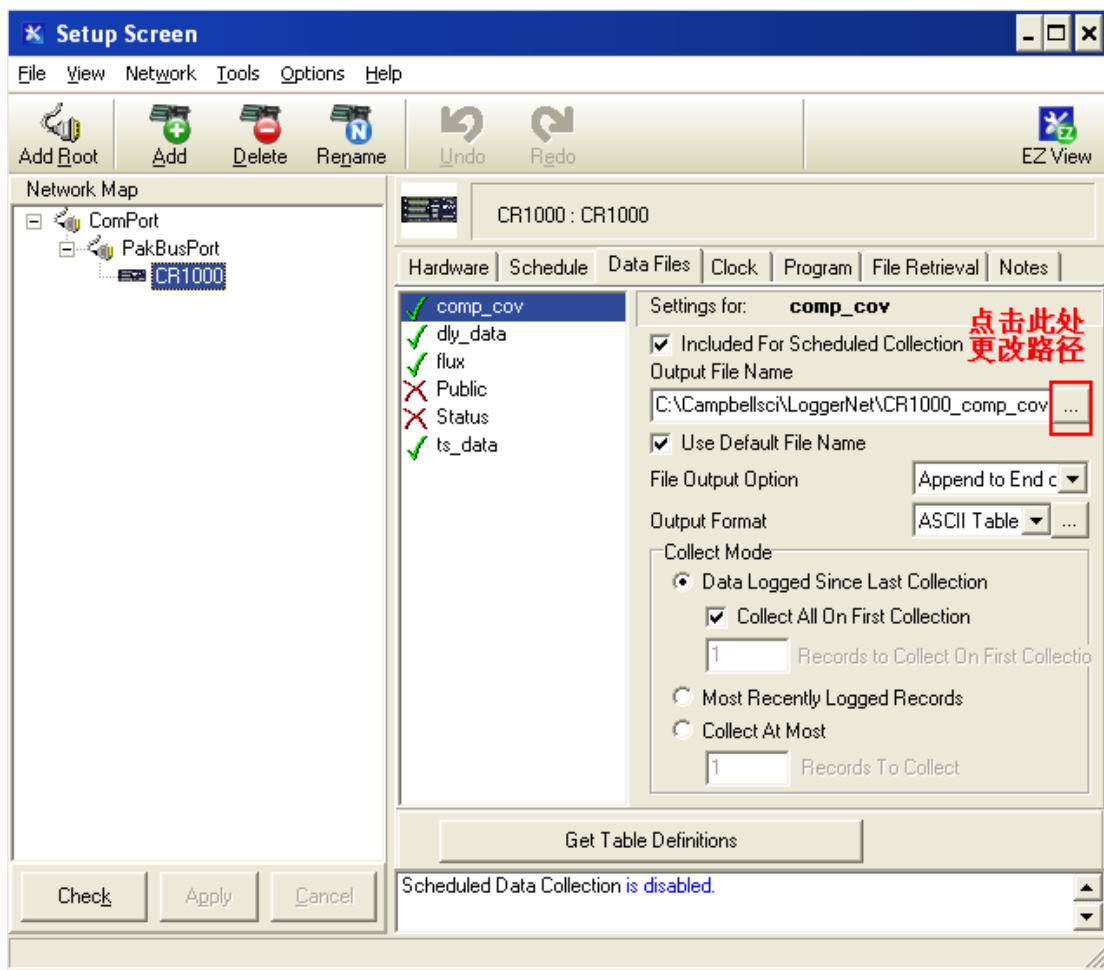 Setup Screen
File View Network Tools Options Help
Add Root Add Delete Rename Undo Redo EZ View
Network Map
ComPort
PakBusPort
CR1000
CR1000 : CR1000
Hardware Schedule Data Files Clock Program File Retrieval Notes
comp_cov
dly_data
flux
Public
Status
ts_data
Settings for: comp_cov
点击此处
更改路径
Included For Scheduled Collection
Output File Name
C:\Campbellsci\LoggerNet\CR1000_comp_cov ...
Use Default File Name
File Output Option Append to End c
Output Format ASCII Table ...
Collect Mode
Data Logged Since Last Collection
Collect All On First Collection
1 Records to Collect On First Collectio
Most Recently Logged Records
Collect At Most
1 Records To Collect
Get Table Definitions
Check Apply Cancel
Scheduled Data Collection is disabled.